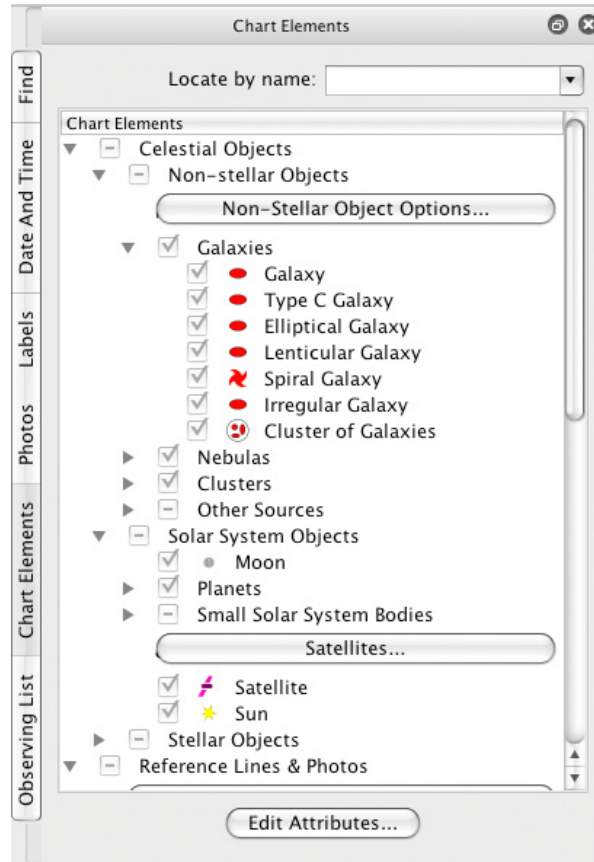 Chart Elements
Find
Date And Time
Labels
Photos
Chart Elements
Observing List
Locate by name:
Chart Elements
Celestial Objects
Non-stellar Objects
Non-Stellar Object Options...
Galaxies
Galaxy
Type C Galaxy
Elliptical Galaxy
Lenticular Galaxy
Spiral Galaxy
Irregular Galaxy
Cluster of Galaxies
Nebulas
Clusters
Other Sources
Solar System Objects
Moon
Planets
Small Solar System Bodies
Satellites...
Satellite
Sun
Stellar Objects
Reference Lines & Photos
Edit Attributes...